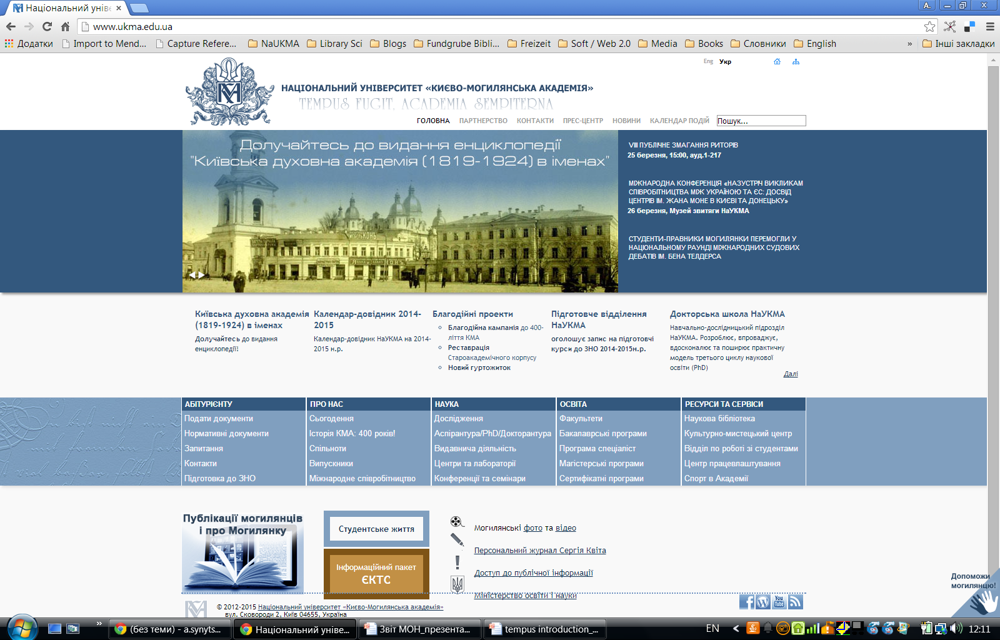 Націоналýний уніве
A.
www.ukma.edu.ua
Додатки Import to Mend... Capture Refere... NaUKMA Library Sci Blogs Fundgrube Bibli... Freizeit Soft / Web 2.0 Media Books Словники English » Інші закладки
Eng Укр
НАЦІОНАЛЬНИЙ УНІВЕРСИТЕТ «КИЄВО-МОГИЛЯНСЬКА АКАДЕМІЯ»
TEMPUS FUGIT, ACADEMIA SEMPITERNA
ГОЛОВНА ПАРТНЕРСТВО КОНТАКТИ ПРЕС-ЦЕНТР НОВИНИ КАЛЕНДАР ПОДІЙ Пошук...
Долучайтесь до видання енциклопедії
"Київська духовна академія (1819-1924) в іменах"
VIII ПУБЛІЧНЕ ЗМАГАННЯ РИТОРІВ
25 березня, 15:00, ауд.1-217
МІЖНАРОДНА КОНФЕРЕНЦІЯ «НАЗУСТРІЧ ВИКЛИКАМ
СПІВРОБІТНИЦТВА МІЖ УКРАЇНОЮ ТА ЄС: ДОСВІД
ЦЕНТРІВ ІМ. ЖАНА МОНЕ В КИЄВІ ТА ДОНЕЦЬКУ»
26 березня, Музей звитяги НаУКМА
СТУДЕНТИ-ПРАВНИКИ МОГИЛЯНКИ ПЕРЕМОГЛИ У
НАЦІОНАЛЬНОМУ РАУНДІ МІЖНАРОДНИХ СУДОВИХ
ДЕБАТІВ ІМ. БЕНА ТЕЛДЕРСА
Київська духовна академія
(1819-1924) в іменах
Долучайтесь до видання
енциклопедії!
Календар-довідник 2014-
2015
Календар-довідник НаУКМА на 2014-
2015 н.р.
Благодійні проекти
Благодійна кампанія до 400-
ліття КМА
Реставрація
Староакадемічного корпусу
Новий гуртожиток
Підготовче відділення
НаУКМА
оголошує запис на підготовчі
курси до ЗНО 2014-2015н.р.
Докторська школа НаУКМА
Навчально-дослідницький підрозділ
НаУКМА. Розроблює, впроваджує,
вдосконалює та поширює практичну
модель третього циклу наукової
освіти (PhD)
Далі
АБІТУРІЄНТУ
Подати документи
Нормативні документи
Запитання
Контакти
Підготовка до ЗНО
ПРО НАС
Сьогодення
Історія КМА: 400 років!
Спільноти
Випускники
Міжнародне співробітництво
НАУКА
Дослідження
Аспірантура/PhD/Докторантура
Видавнича діяльність
Центри та лабораторії
Конференції та семінари
ОСВІТА
Факультети
Бакалаврські програми
Програма спеціаліст
Магістерські програми
Сертифікатні програми
РЕСУРСИ ТА СЕРВІСИ
Наукова бібліотека
Культурно-мистецький центр
Відділ по роботі зі студентами
Центр працевлаштування
Спорт в Академії
Публікації могилянців
і про Могилянку
Студентське життя
Інформаційний пакет
ЄКТС
Могилянські фото та відео
Персональний журнал Сергія Квіта
Доступ до публічної інформації
Міністерство освіти і науки
Допоможи
могилянцю!
© 2012-2015 Національний університет «Києво-Могилянська академія»
вул. Сковороди 2, Київ 04655, Україна
You Tube
» (без теми) - a.synyts... Національний уніве... Звіт МОН_презента... tempus introduction_... EN 12:11